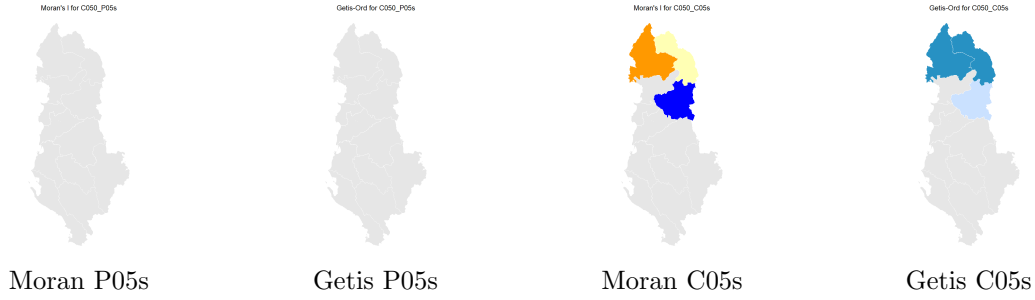 Moran's I for C050_P05s
Getis-Ord for C050_P05s
Moran's I for C050_C05s
Getis-Ord for C050_C05s
Moran P05s
Getis P05s
Moran C05s
Getis C05s